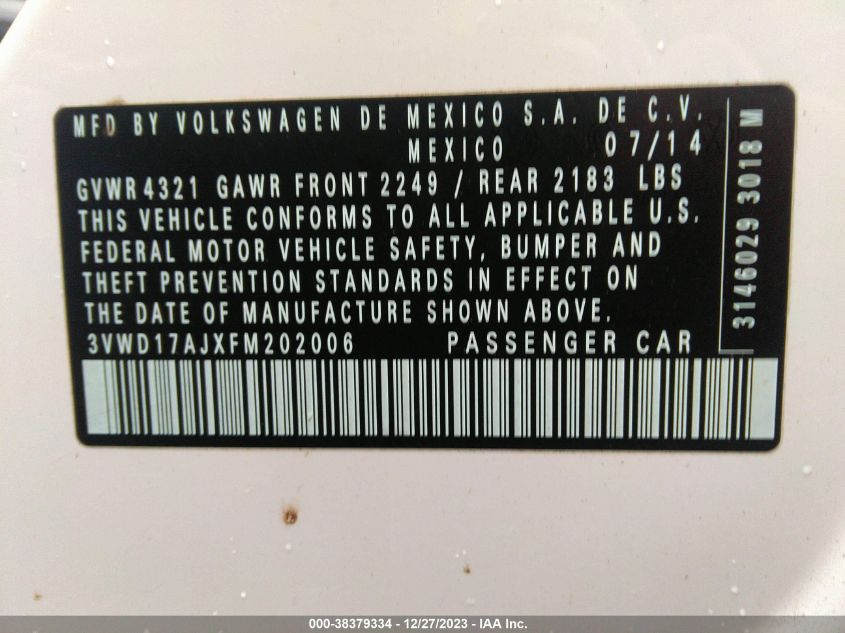 MFD BY VOLKSWAGEN DE MEXICO S.A. DE C.V.
MEXICO 07/14
GVWR 4321 GAWR FRONT 2249 / REAR 2183 LBS
THIS VEHICLE CONFORMS TO ALL APPLICABLE U.S.
FEDERAL MOTOR VEHICLE SAFETY, BUMPER AND
THEFT PREVENTION STANDARDS IN EFFECT ON
THE DATE OF MANUFACTURE SHOWN ABOVE.
3VWD17AJXFM202006 PASSENGER CAR
3146029 3018 M
000-38379334 - 12/27/2023 - IAA Inc.